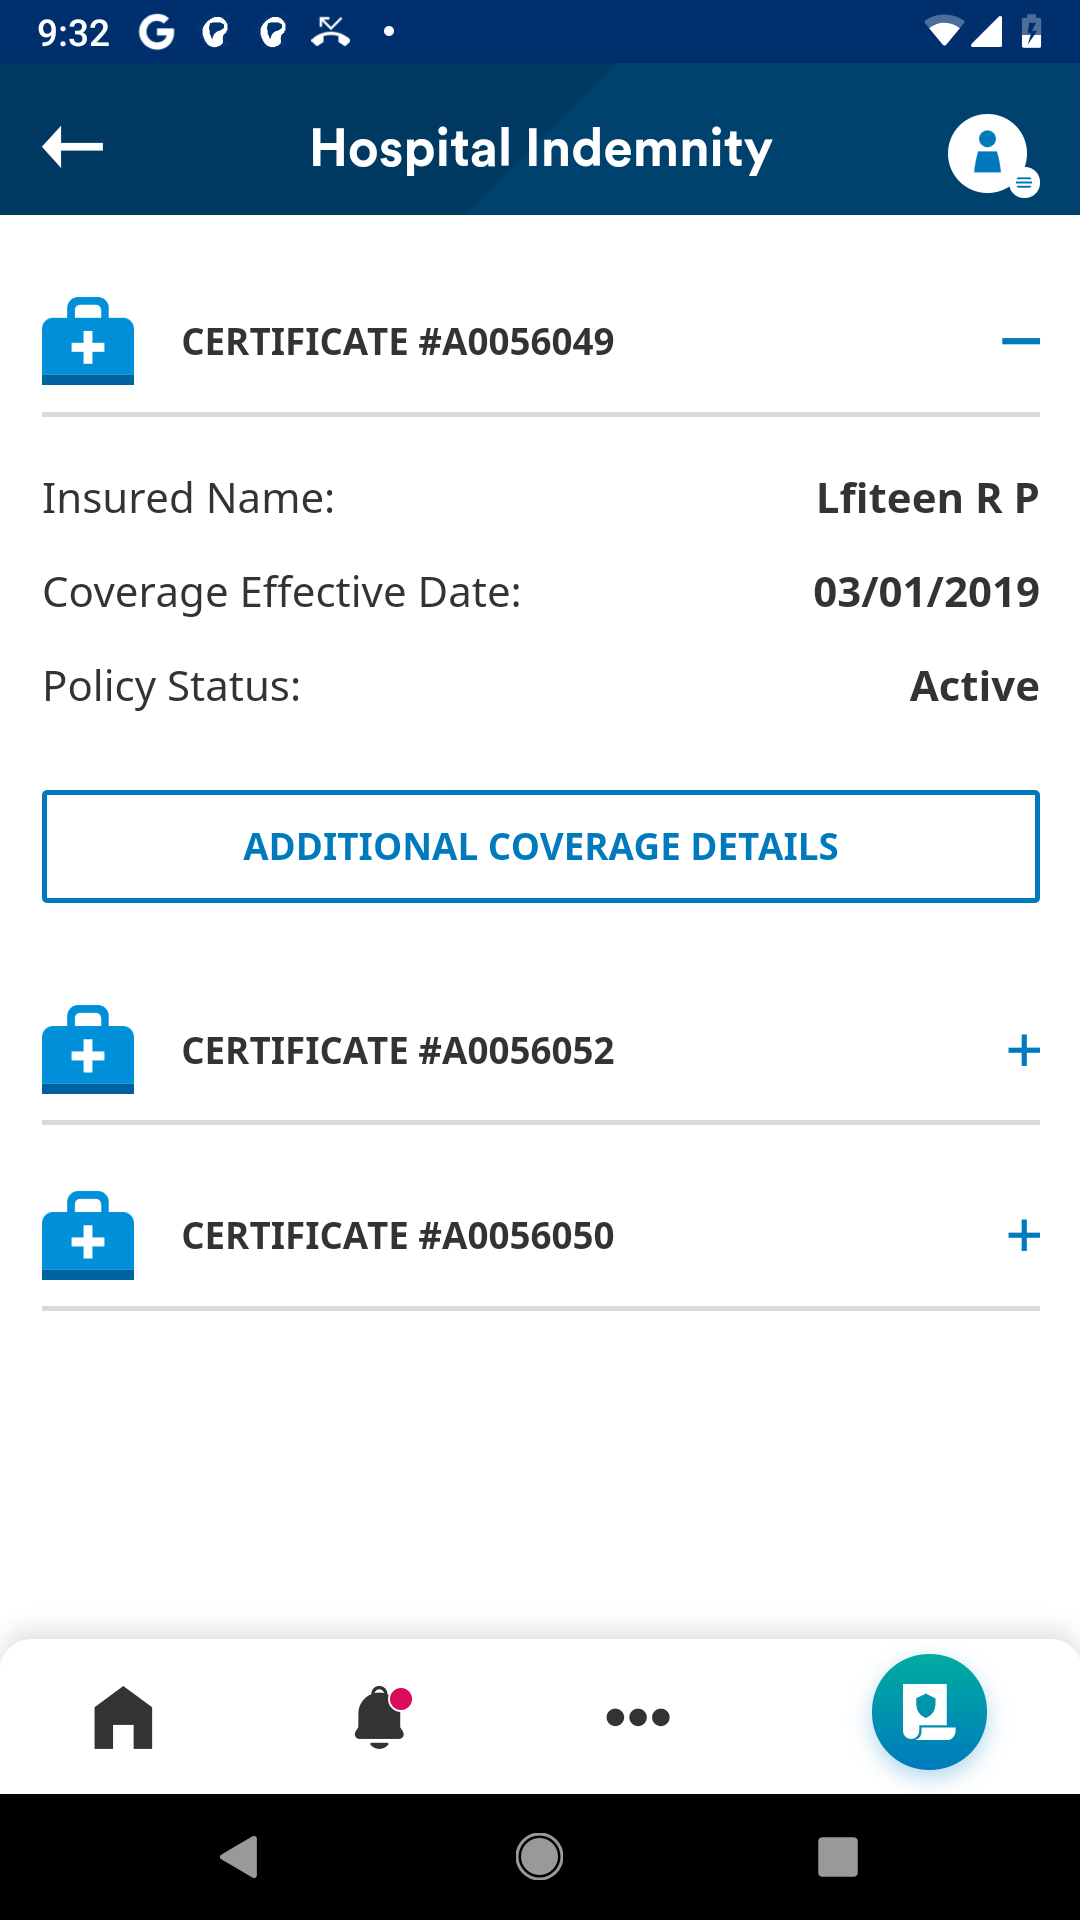 9:32
Hospital Indemnity
CERTIFICATE #A0056049
Insured Name: Lfiteen R P
Coverage Effective Date: 03/01/2019
Policy Status: Active
ADDITIONAL COVERAGE DETAILS
CERTIFICATE #A0056052
CERTIFICATE #A0056050